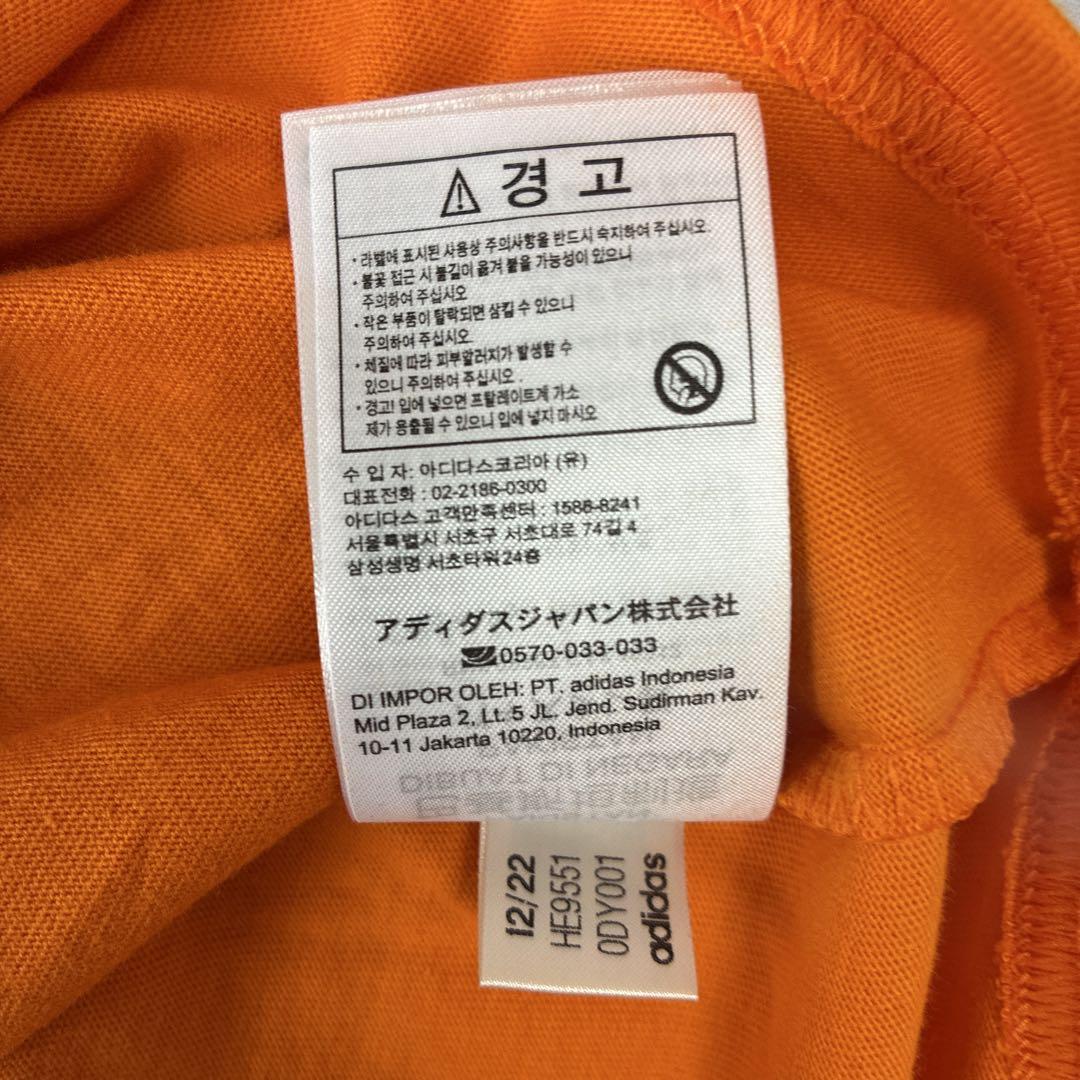 경 고
· 라벨에 표시된 사용상 주의사항을 반드시 숙지하여 주십시오
· 불꽃 접근 시 불길이 옮겨 붙을 가능성이 있으니
주의하여 주십시오
· 작은 부품이 탈락되면 삼킬 수 있으니
주의하여 주십시오.
· 체질에 따라 피부알러지가 발생할 수
있으니 주의하여 주십시오 .
· 경고! 입에 넣으면 프탈레이트계 가소
제가 용출될 수 있으니 입에 넣지 마시오
수 입 자: 아디다스코리아 (유)
대표전화 : 02-2186-0300
아디다스 고객만족센터 : 1588-8241
서울특별시 서초구 서초대로 74길 4
삼성생명 서초타워24층
アディダスジャパン株式会社
0570-033-033
DI IMPOR OLEH: PT. adidas Indonesia
Mid Plaza 2, Lt. 5 JL. Jend. Sudirman Kav.
10-11 Jakarta 10220, Indonesia
12/22
HE9551
0DY001
adidas